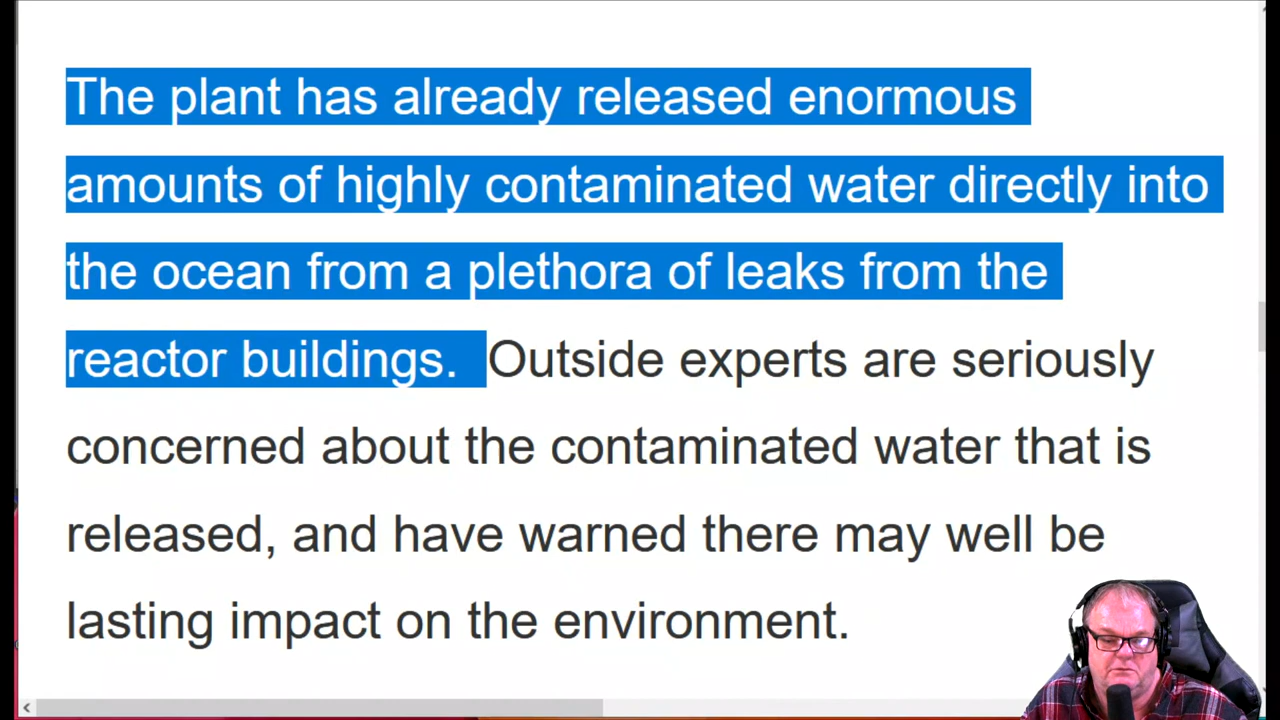 The plant has already released enormous
amounts of highly contaminated water directly into
the ocean from a plethora of leaks from the
reactor buildings. Outside experts are seriously
concerned about the contaminated water that is
released, and have warned there may well be
lasting impact on the environment.